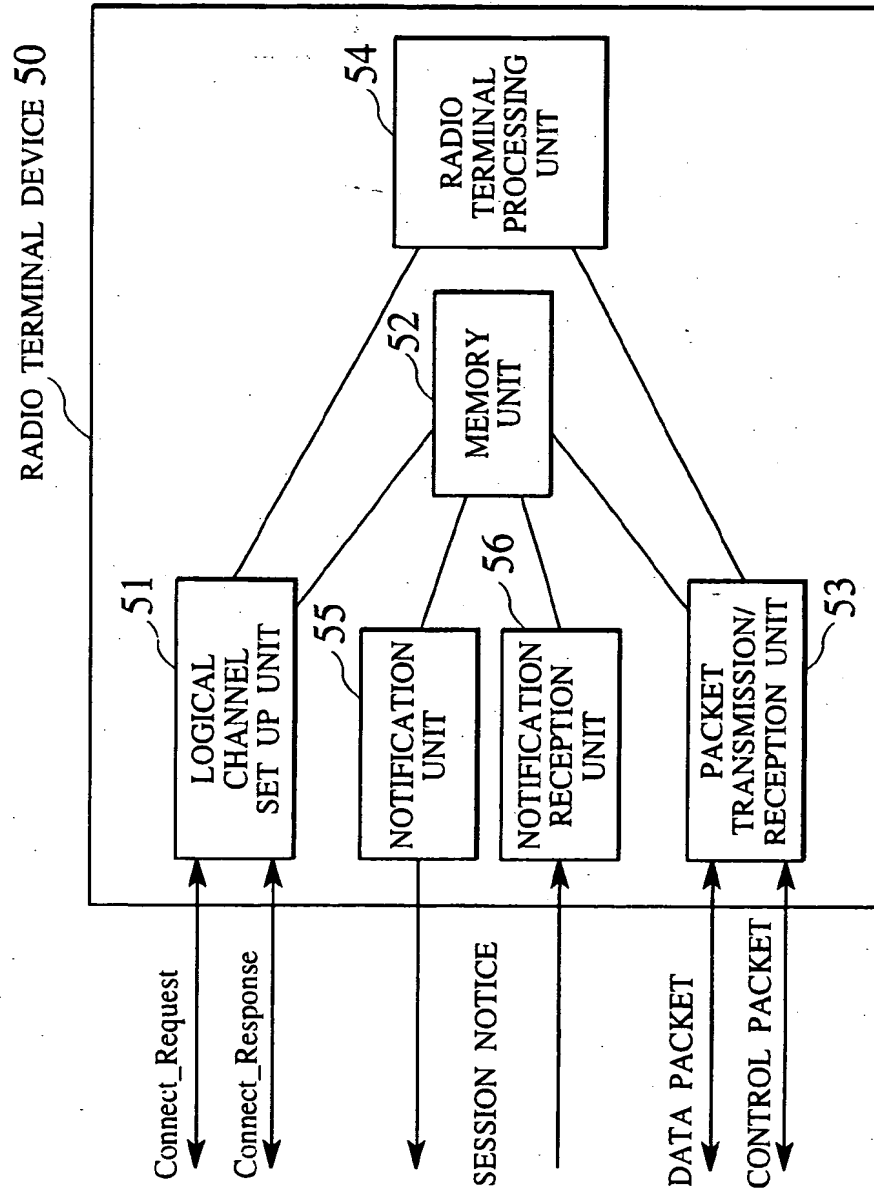 RADIO TERMINAL DEVICE 50
51
LOGICAL
CHANNEL
SET UP UNIT
55
NOTIFICATION
UNIT
56
NOTIFICATION
RECEPTION
UNIT
PACKET
TRANSMISSION/
RECEPTION UNIT
53
52
MEMORY
UNIT
54
RADIO
TERMINAL
PROCESSING
UNIT
Connect_Request
Connect_Response
SESSION NOTICE
DATA PACKET
CONTROL PACKET